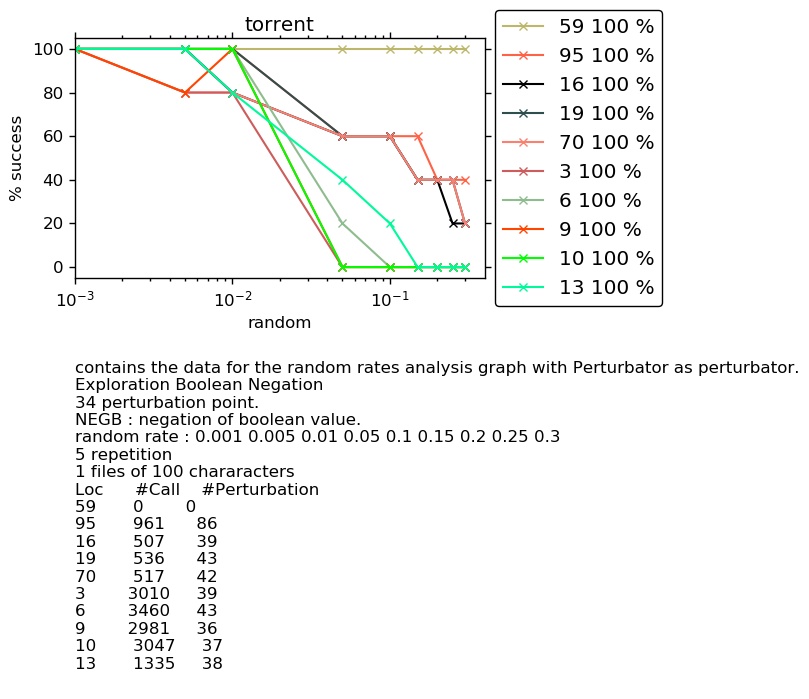 torrent
100
80
60
40
20
0
% success
10⁻³
10⁻²
10⁻¹
random
59 100 %
95 100 %
16 100 %
19 100 %
70 100 %
3 100 %
6 100 %
9 100 %
10 100 %
13 100 %
contains the data for the random rates analysis graph with Perturbator as perturbator.
Exploration Boolean Negation
34 perturbation point.
NEGB : negation of boolean value.
random rate : 0.001 0.005 0.01 0.05 0.1 0.15 0.2 0.25 0.3
5 repetition
1 files of 100 chararacters
Loc #Call #Perturbation
59 0 0
95 961 86
16 507 39
19 536 43
70 517 42
3 3010 39
6 3460 43
9 2981 36
10 3047 37
13 1335 38